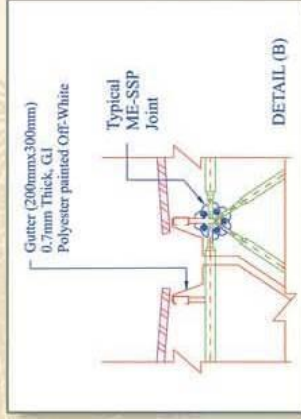 Gutter (200mmx300mm)
0.7mm Thick, G.I
Polyester painted Off-White
Typical
ME-SSP
Joint
DETAIL (B)